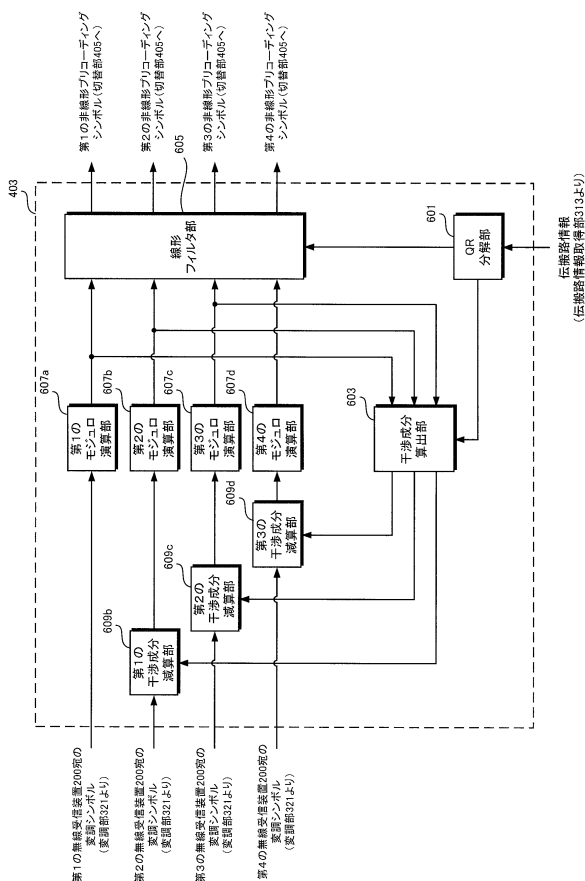 403
第1の無線受信装置200宛の
変調シンボル
(変調部321より)
第2の無線受信装置200宛の
変調シンボル
(変調部321より)
第3の無線受信装置200宛の
変調シンボル
(変調部321より)
第4の無線受信装置200宛の
変調シンボル
(変調部321より)
609b
第1の
干渉成分
減算部
609c
第2の
干渉成分
減算部
609d
第3の
干渉成分
減算部
607a
第1の
モジュロ
演算部
607b
第2の
モジュロ
演算部
607c
第3の
モジュロ
演算部
607d
第4の
モジュロ
演算部
603
干渉成分
算出部
605
線形
フィルタ部
601
QR
分解部
伝搬路情報
(伝搬路情報取得部313より)
第1の非線形プリコーディング
シンボル(切替部405へ)
第2の非線形プリコーディング
シンボル(切替部405へ)
第3の非線形プリコーディング
シンボル(切替部405へ)
第4の非線形プリコーディング
シンボル(切替部405へ)